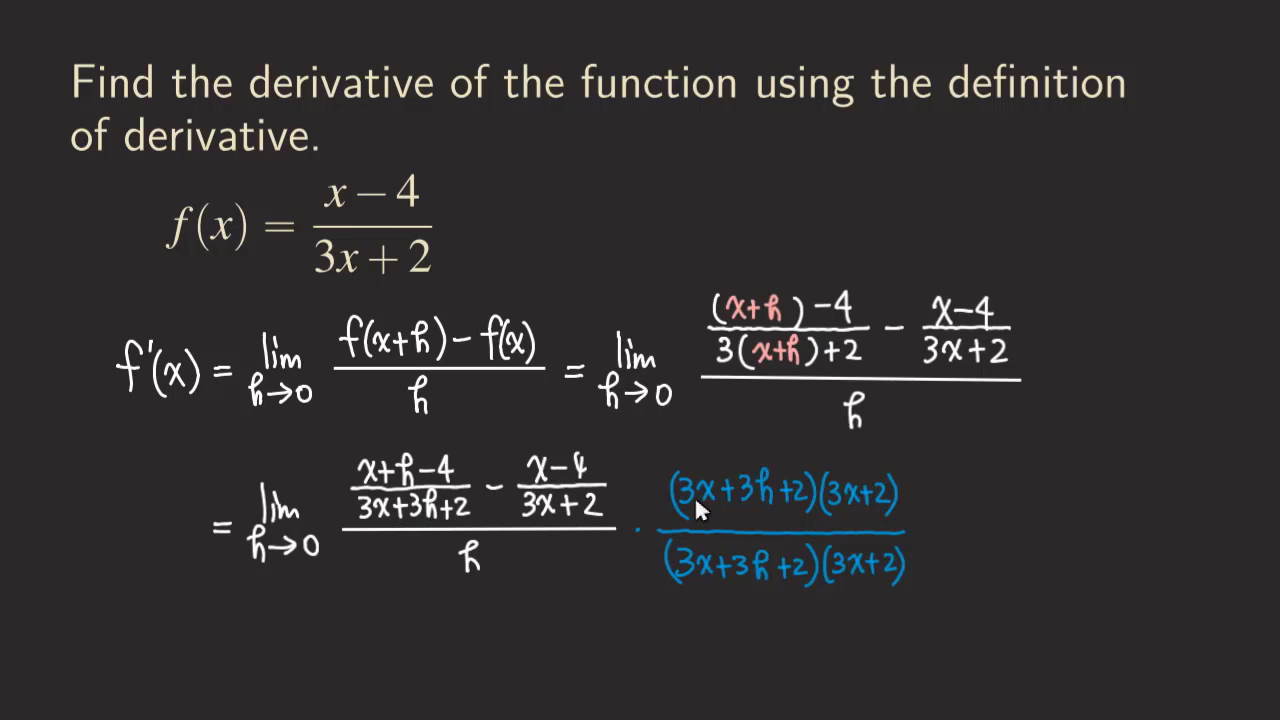 Find the derivative of the function using the definition
of derivative.
f(x) = (x − 4)/(3x + 2)
f'(x) = lim h→0 (f(x+h) − f(x))/h = lim h→0 (((x+h) − 4)/(3(x+h) + 2) − (x−4)/(3x+2))/h
= lim h→0 ((x+h−4)/(3x+3h+2) − (x−4)/(3x+2))/h · ((3x+3h+2)(3x+2))/((3x+3h+2)(3x+2))